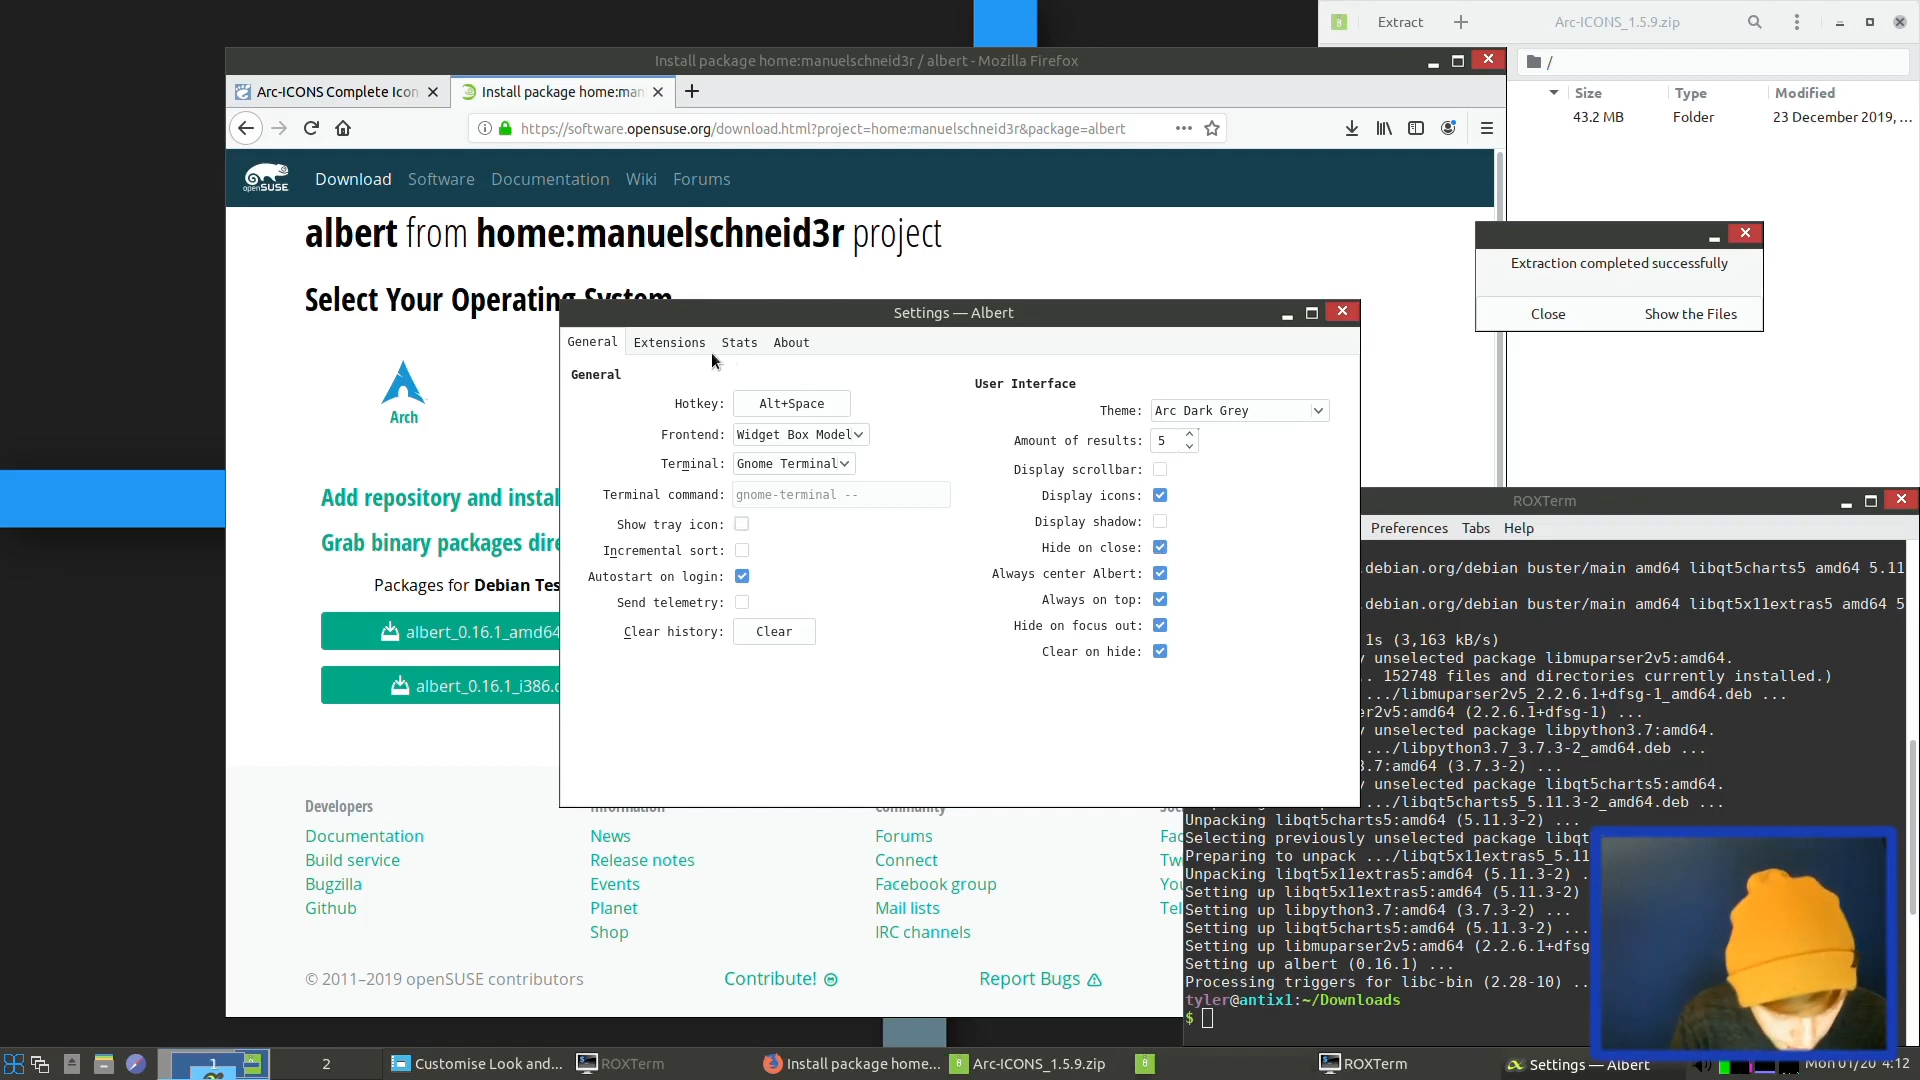 Extract
Arc-ICONS_1.5.9.zip
/
Size Type Modified
43.2 MB Folder 23 December 2019, ...
Install package home:manuelschneid3r / albert - Mozilla Firefox
Arc-ICONS Complete Icon
Install package home:man
https://software.opensuse.org/download.html?project=home:manuelschneid3r&package=albert
openSUSE
Download Software Documentation Wiki Forums
albert from home:manuelschneid3r project
Select Your Operating System
Arch
Add repository and instal
Grab binary packages dire
Packages for Debian Tes
albert_0.16.1_amd64
albert_0.16.1_i386.d
Extraction completed successfully
Close Show the Files
Settings — Albert
General Extensions Stats About
General
Hotkey: Alt+Space
Frontend: Widget Box Model
Terminal: Gnome Terminal
Terminal command: gnome-terminal --
Show tray icon:
Incremental sort:
Autostart on login:
Send telemetry:
Clear history: Clear
User Interface
Theme: Arc Dark Grey
Amount of results: 5
Display scrollbar:
Display icons:
Display shadow:
Hide on close:
Always center Albert:
Always on top:
Hide on focus out:
Clear on hide:
Developers
Documentation
Build service
Bugzilla
Github
Information
News
Release notes
Events
Planet
Shop
Community
Forums
Connect
Facebook group
Mail lists
IRC channels
Fac
Tw
You
Tel
© 2011–2019 openSUSE contributors
Contribute!
Report Bugs
ROXTerm
Preferences Tabs Help
.debian.org/debian buster/main amd64 libqt5charts5 amd64 5.11
.debian.org/debian buster/main amd64 libqt5x11extras5 amd64 5
1s (3,163 kB/s)
unselected package libmuparser2v5:amd64.
. 152748 files and directories currently installed.)
.../libmuparser2v5_2.2.6.1+dfsg-1_amd64.deb ...
r2v5:amd64 (2.2.6.1+dfsg-1) ...
unselected package libpython3.7:amd64.
.../libpython3.7_3.7.3-2_amd64.deb ...
.7:amd64 (3.7.3-2) ...
unselected package libqt5charts5:amd64.
.../libqt5charts5_5.11.3-2_amd64.deb ...
Unpacking libqt5charts5:amd64 (5.11.3-2) ...
Selecting previously unselected package libqt
Preparing to unpack .../libqt5x11extras5_5.11
Unpacking libqt5x11extras5:amd64 (5.11.3-2) .
Setting up libqt5x11extras5:amd64 (5.11.3-2)
Setting up libpython3.7:amd64 (3.7.3-2) ...
Setting up libqt5charts5:amd64 (5.11.3-2) ...
Setting up libmuparser2v5:amd64 (2.2.6.1+dfsg
Setting up albert (0.16.1) ...
Processing triggers for libc-bin (2.28-10) ..
tyler@antix1:~/Downloads
$
1
2
Customise Look and...
ROXTerm
Install package home...
Arc-ICONS_1.5.9.zip
ROXTerm
Settings — Albert
Mon 01/20 4:12